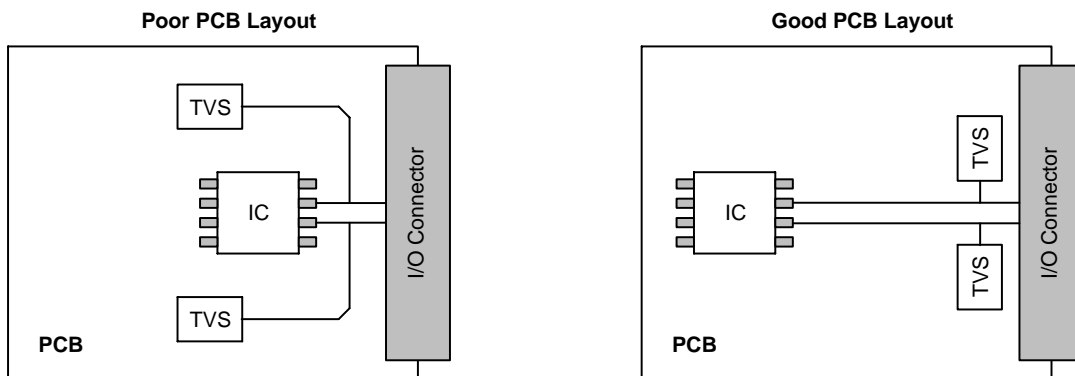 Poor PCB Layout
TVS
IC
TVS
I/O Connector
PCB
Good PCB Layout
TVS
IC
TVS
I/O Connector
PCB